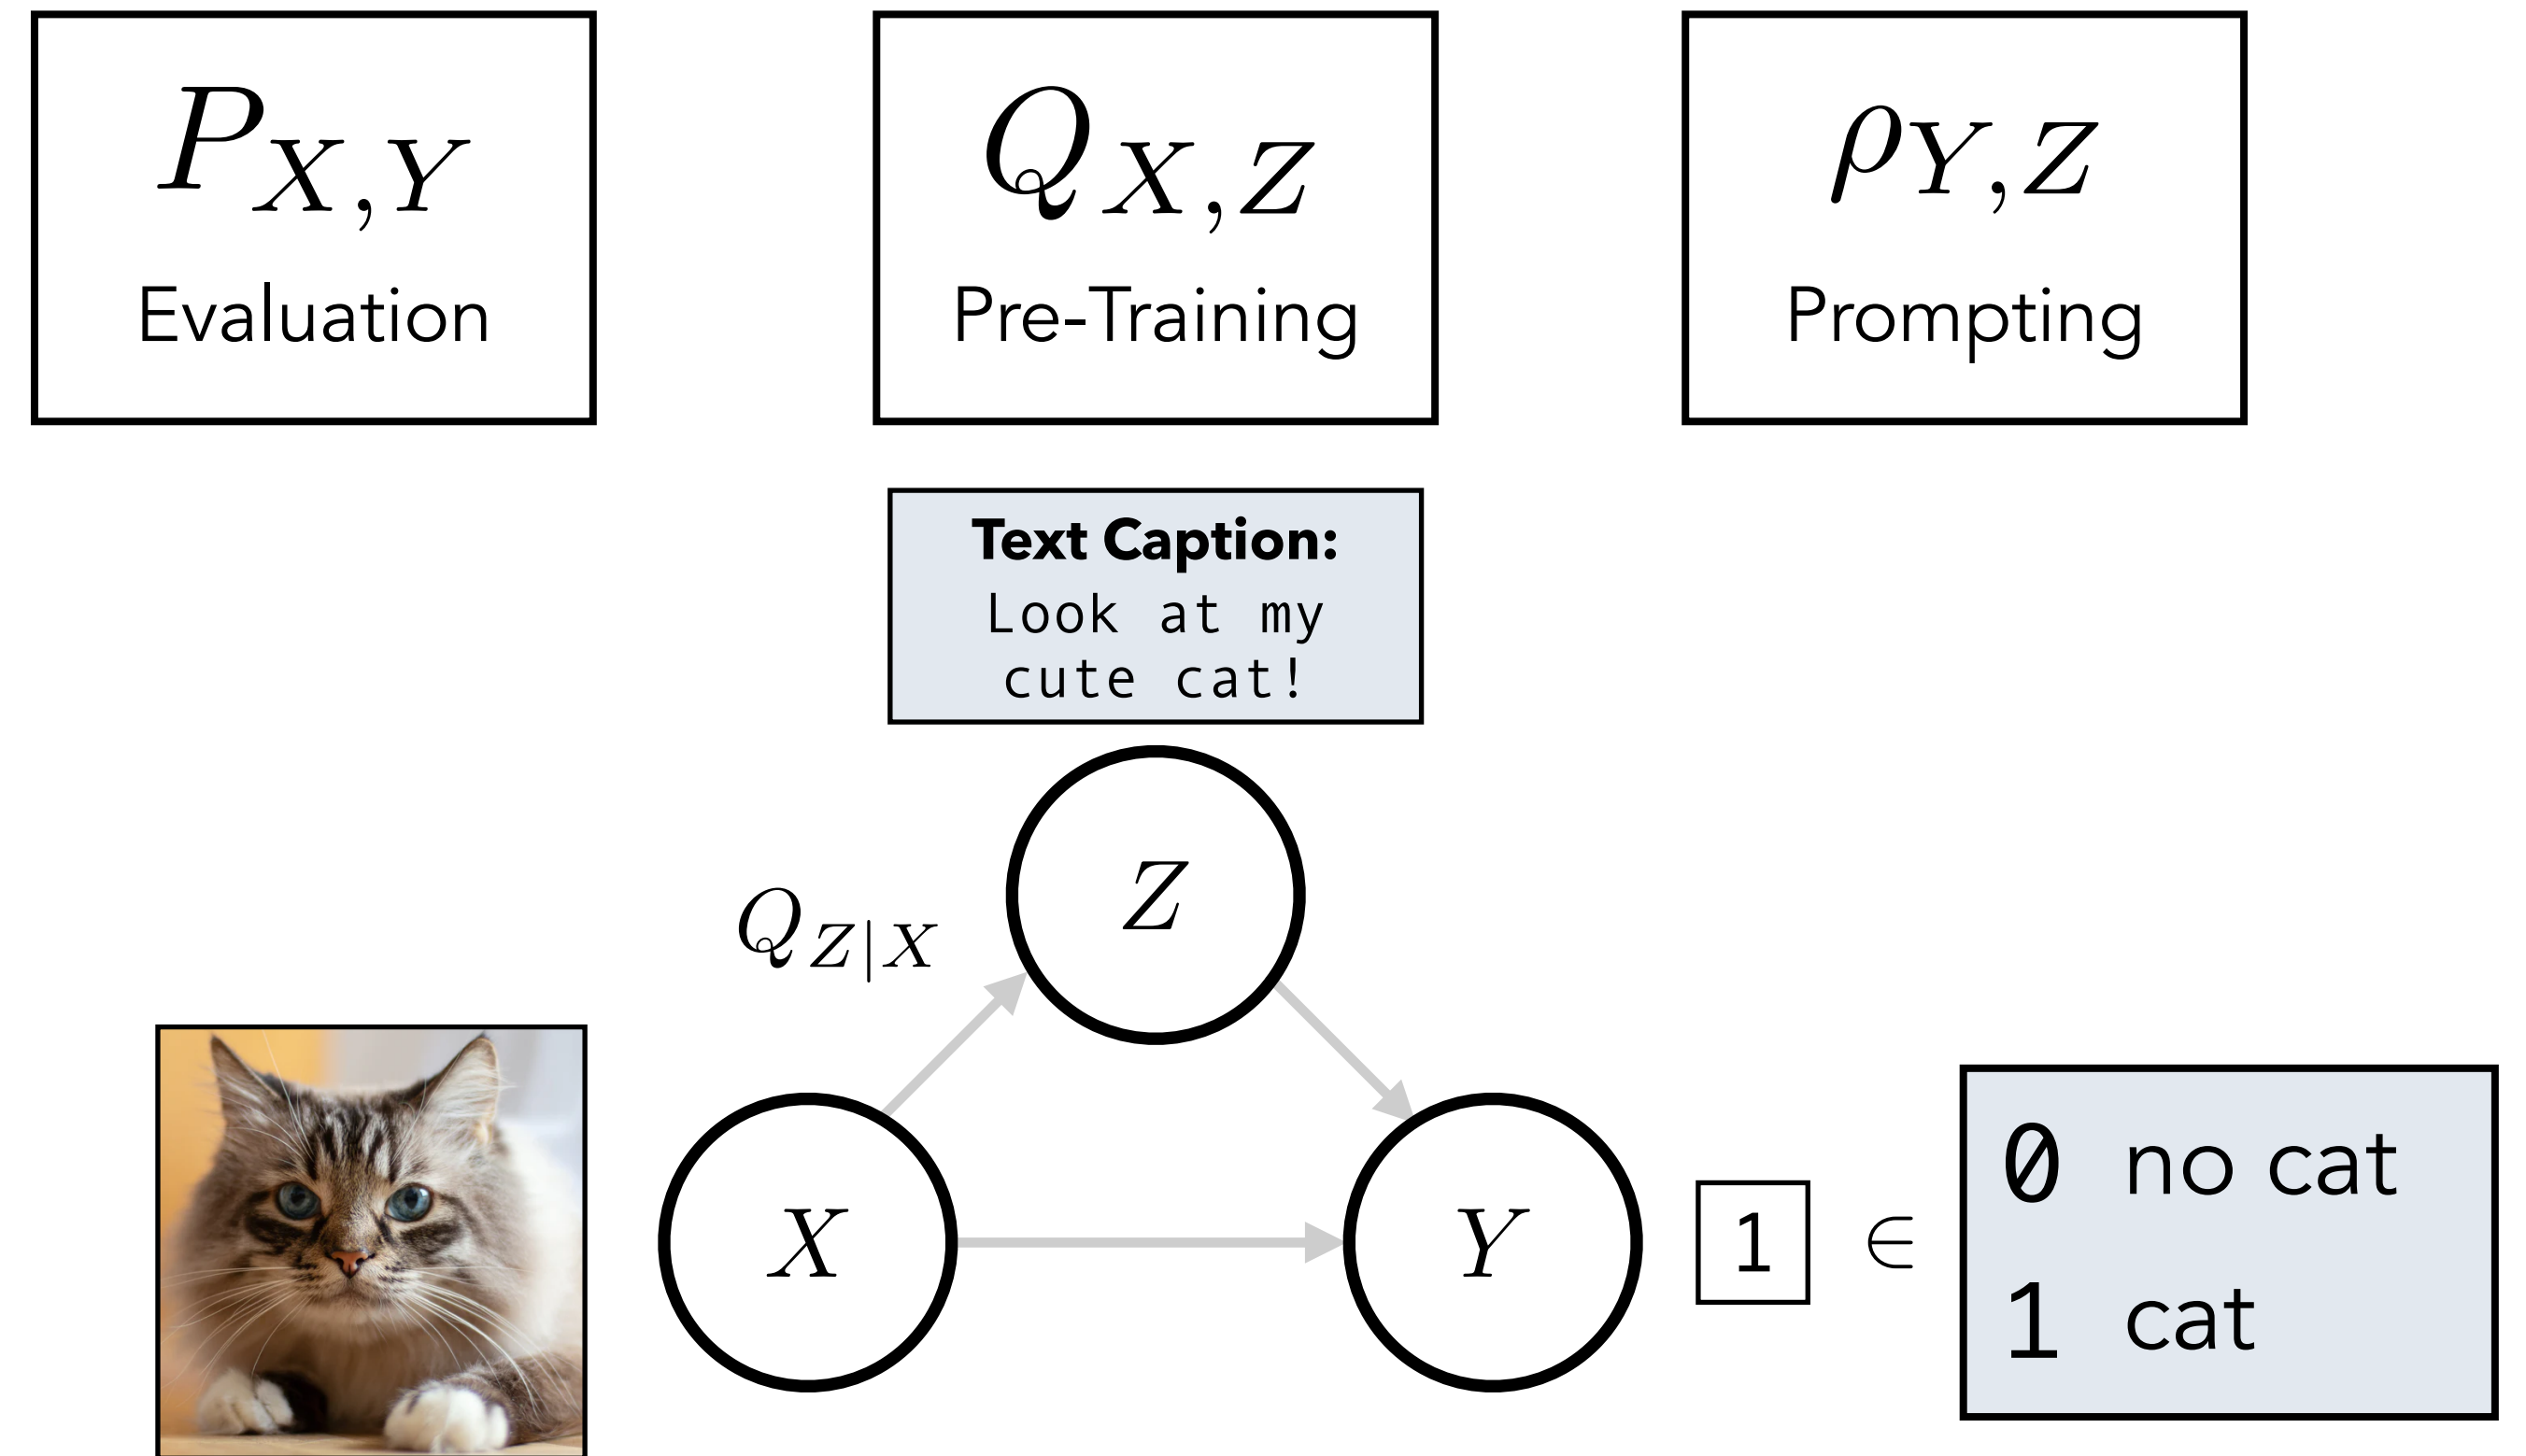 P_{X,Y}
Evaluation
Q_{X,Z}
Pre-Training
ρ_{Y,Z}
Prompting
Text Caption:
Look at my
cute cat!
Z
Q_{Z|X}
X
Y
1 ∈
0 no cat
1 cat